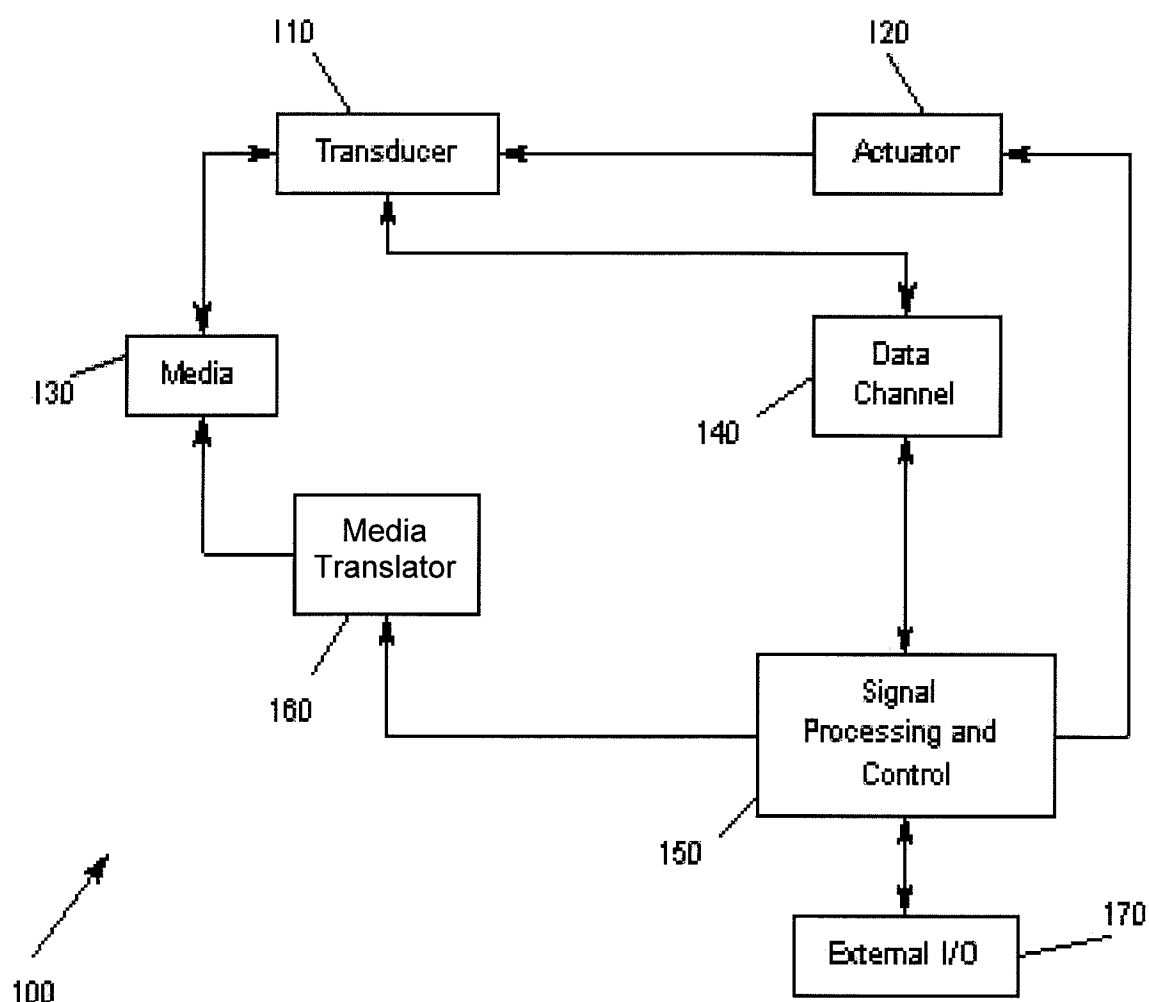 110
120
Transducer
Actuator
Media
130
Data
Channel
140
Media
Translator
160
Signal
Processing and
Control
150
170
External I/O
100